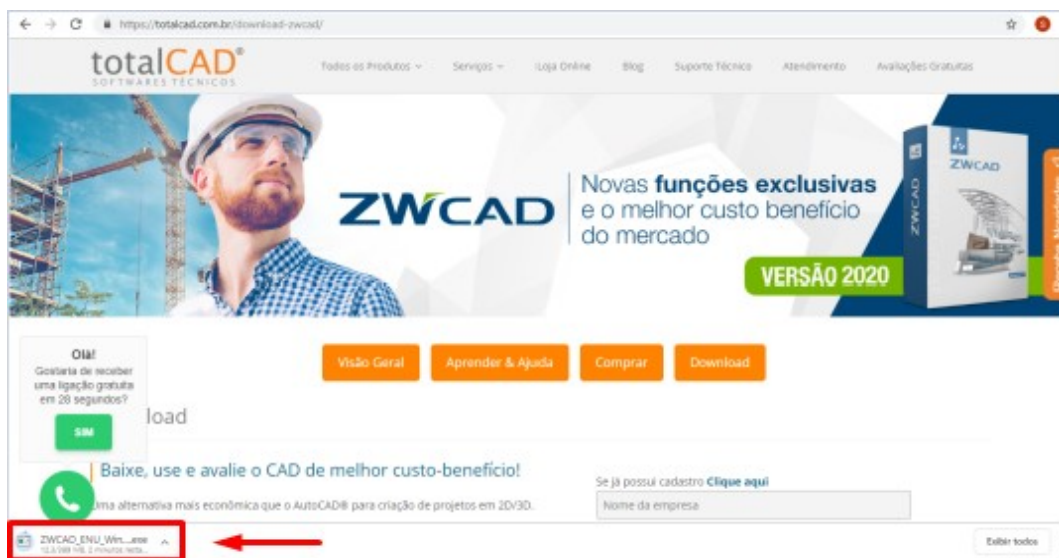 https://totalcad.com.br/download-zwcad/
totalCAD®
SOFTWARES TÉCNICOS
Todos os Produtos Serviços Loja Online Blog Suporte Técnico Atendimento Avaliações Gratuitas
ZWCAD
Novas funções exclusivas
e o melhor custo benefício
do mercado
VERSÃO 2020
ZWCAD
ZWCAD
Visão Geral Aprender & Ajuda Comprar Download
Olá!
Gostaria de receber
uma ligação gratuita
em 28 segundos?
SIM
load
Baixe, use e avalie o CAD de melhor custo-benefício!
Uma alternativa mais econômica que o AutoCAD® para criação de projetos em 2D/3D.
Se já possui cadastro Clique aqui
Nome da empresa
ZWCAD_ENU_Win....exe
Exibir todos